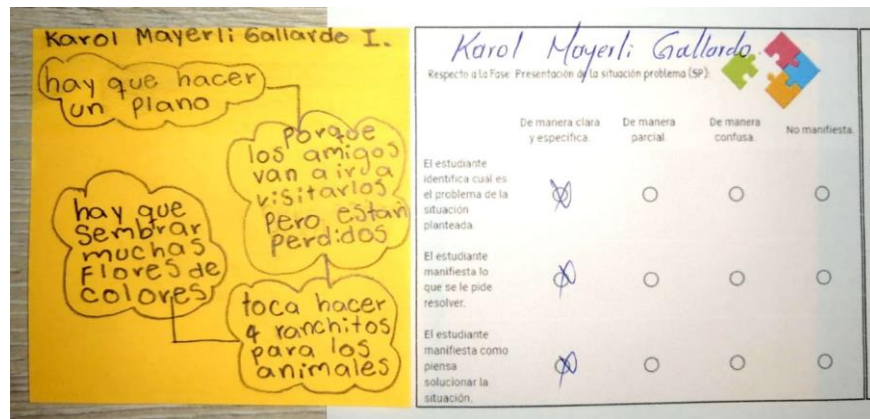 Karol Mayerli Gallardo I.
hay que hacer
un plano
porque
los amigos
van a ir a
visitarlos
pero estan
perdidos
hay que
sembrar
muchas
flores de
colores
toca hacer
4 ranchitos
para los
animales
Karol Mayerli Gallardo
Respecto a la Fase: Presentación de la situación problema (SP):
De manera clara
y especifica.
De manera
parcial.
De manera
confusa.
No manifiesta.
El estudiante
identifica cual es
el problema de la
situación
planteada.
El estudiante
manifiesta lo
que se le pide
resolver.
El estudiante
manifiesta como
piensa
solucionar la
situación.